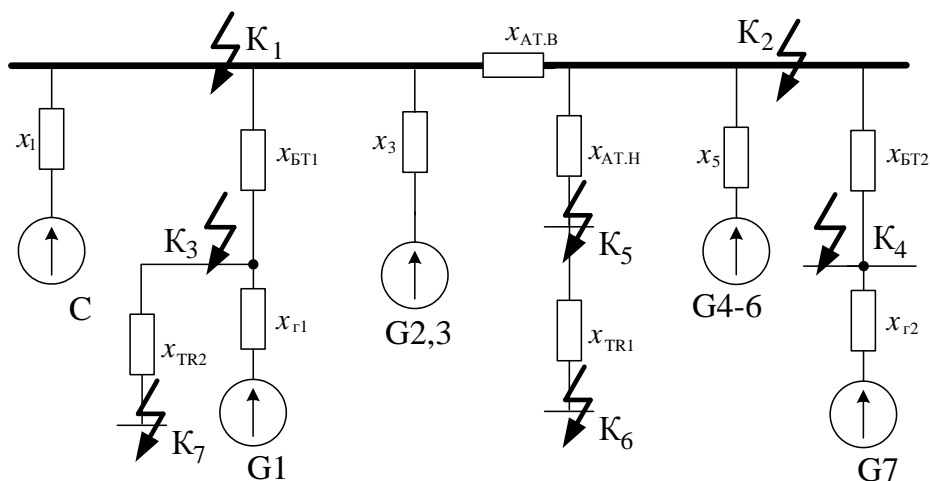 К1
xАТ.В
К2
x1
xБТ1
x3
xАТ.Н
x5
xБТ2
К3
К5
К4
С
G2,3
G4-6
xг1
xTR2
xTR1
xг2
К7
G1
К6
G7